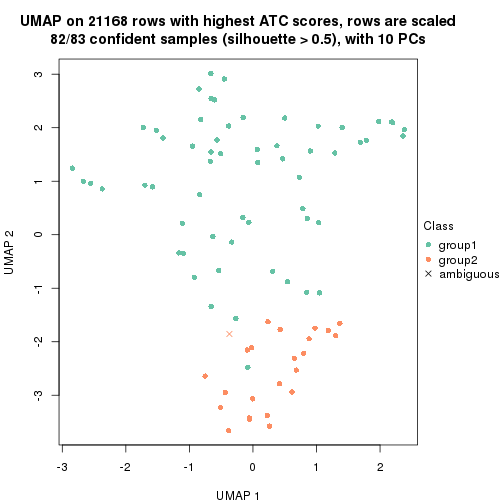 UMAP on 21168 rows with highest ATC scores, rows are scaled
82/83 confident samples (silhouette > 0.5), with 10 PCs
3
2
1
0
-1
-2
-3
UMAP 2
-3
-2
-1
0
1
2
UMAP 1
Class
group1
group2
ambiguous